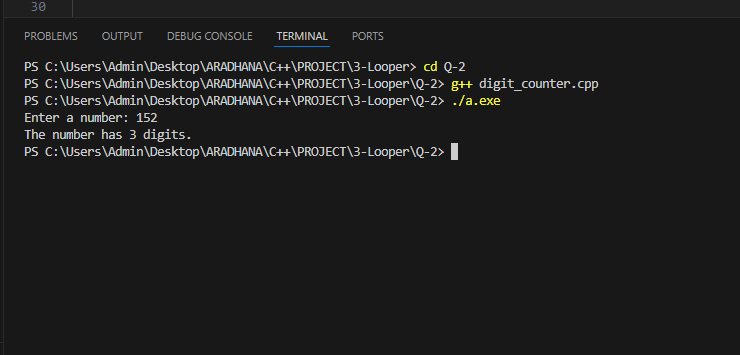 30
PROBLEMS OUTPUT DEBUG CONSOLE TERMINAL PORTS
PS C:\Users\Admin\Desktop\ARADHANA\C++\PROJECT\3-Looper> cd Q-2
PS C:\Users\Admin\Desktop\ARADHANA\C++\PROJECT\3-Looper\Q-2> g++ digit_counter.cpp
PS C:\Users\Admin\Desktop\ARADHANA\C++\PROJECT\3-Looper\Q-2> ./a.exe
Enter a number: 152
The number has 3 digits.
PS C:\Users\Admin\Desktop\ARADHANA\C++\PROJECT\3-Looper\Q-2>